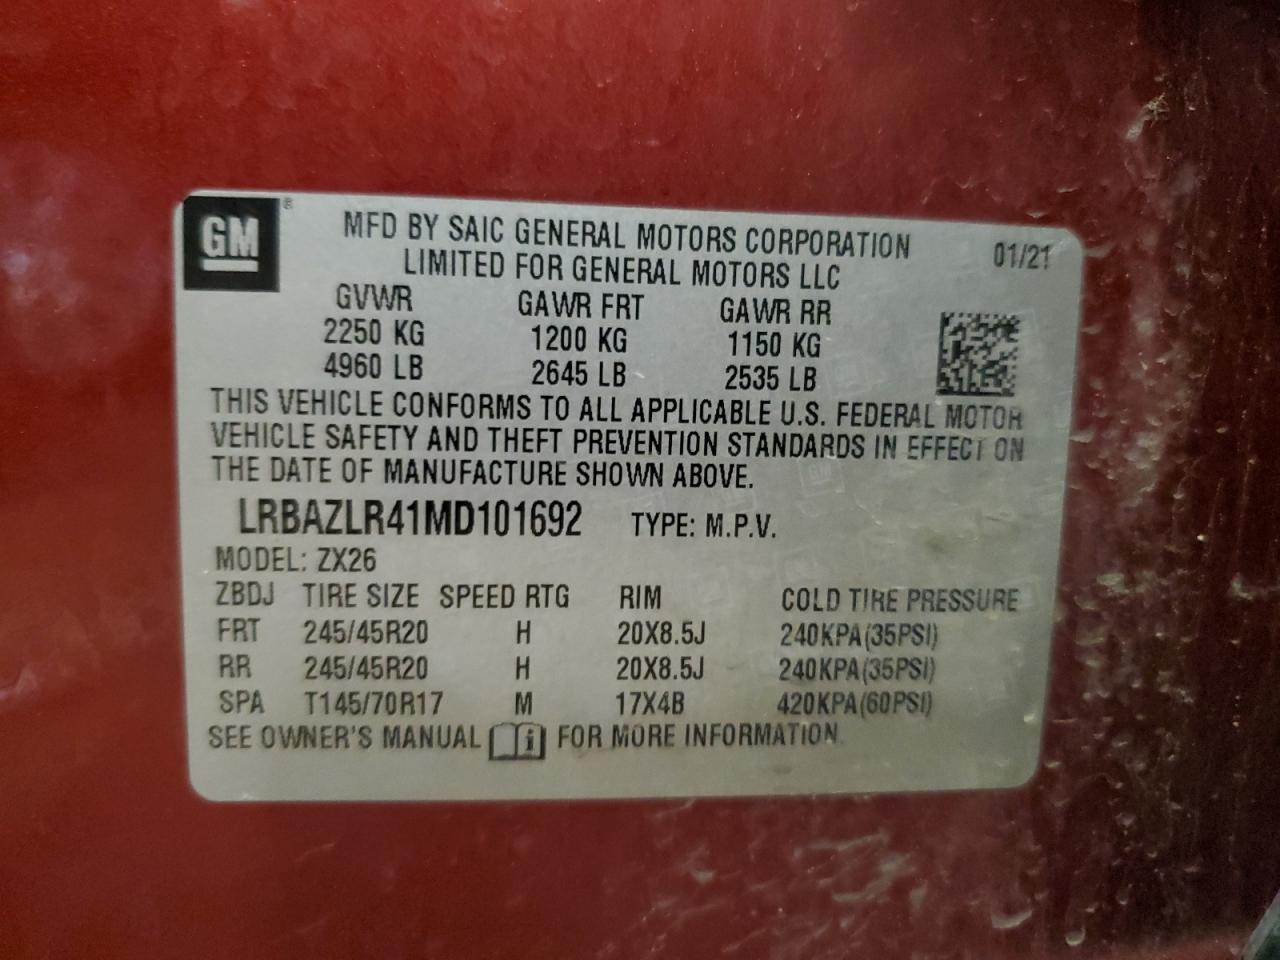 GM ®
MFD BY SAIC GENERAL MOTORS CORPORATION 01/21
LIMITED FOR GENERAL MOTORS LLC
GVWR GAWR FRT GAWR RR
2250 KG 1200 KG 1150 KG
4960 LB 2645 LB 2535 LB
THIS VEHICLE CONFORMS TO ALL APPLICABLE U.S. FEDERAL MOTOR
VEHICLE SAFETY AND THEFT PREVENTION STANDARDS IN EFFECT ON
THE DATE OF MANUFACTURE SHOWN ABOVE.
LRBAZLR41MD101692 TYPE: M.P.V.
MODEL: ZX26
ZBDJ TIRE SIZE SPEED RTG RIM COLD TIRE PRESSURE
FRT 245/45R20 H 20X8.5J 240KPA(35PSI)
RR 245/45R20 H 20X8.5J 240KPA(35PSI)
SPA T145/70R17 M 17X4B 420KPA(60PSI)
SEE OWNER'S MANUAL i FOR MORE INFORMATION.